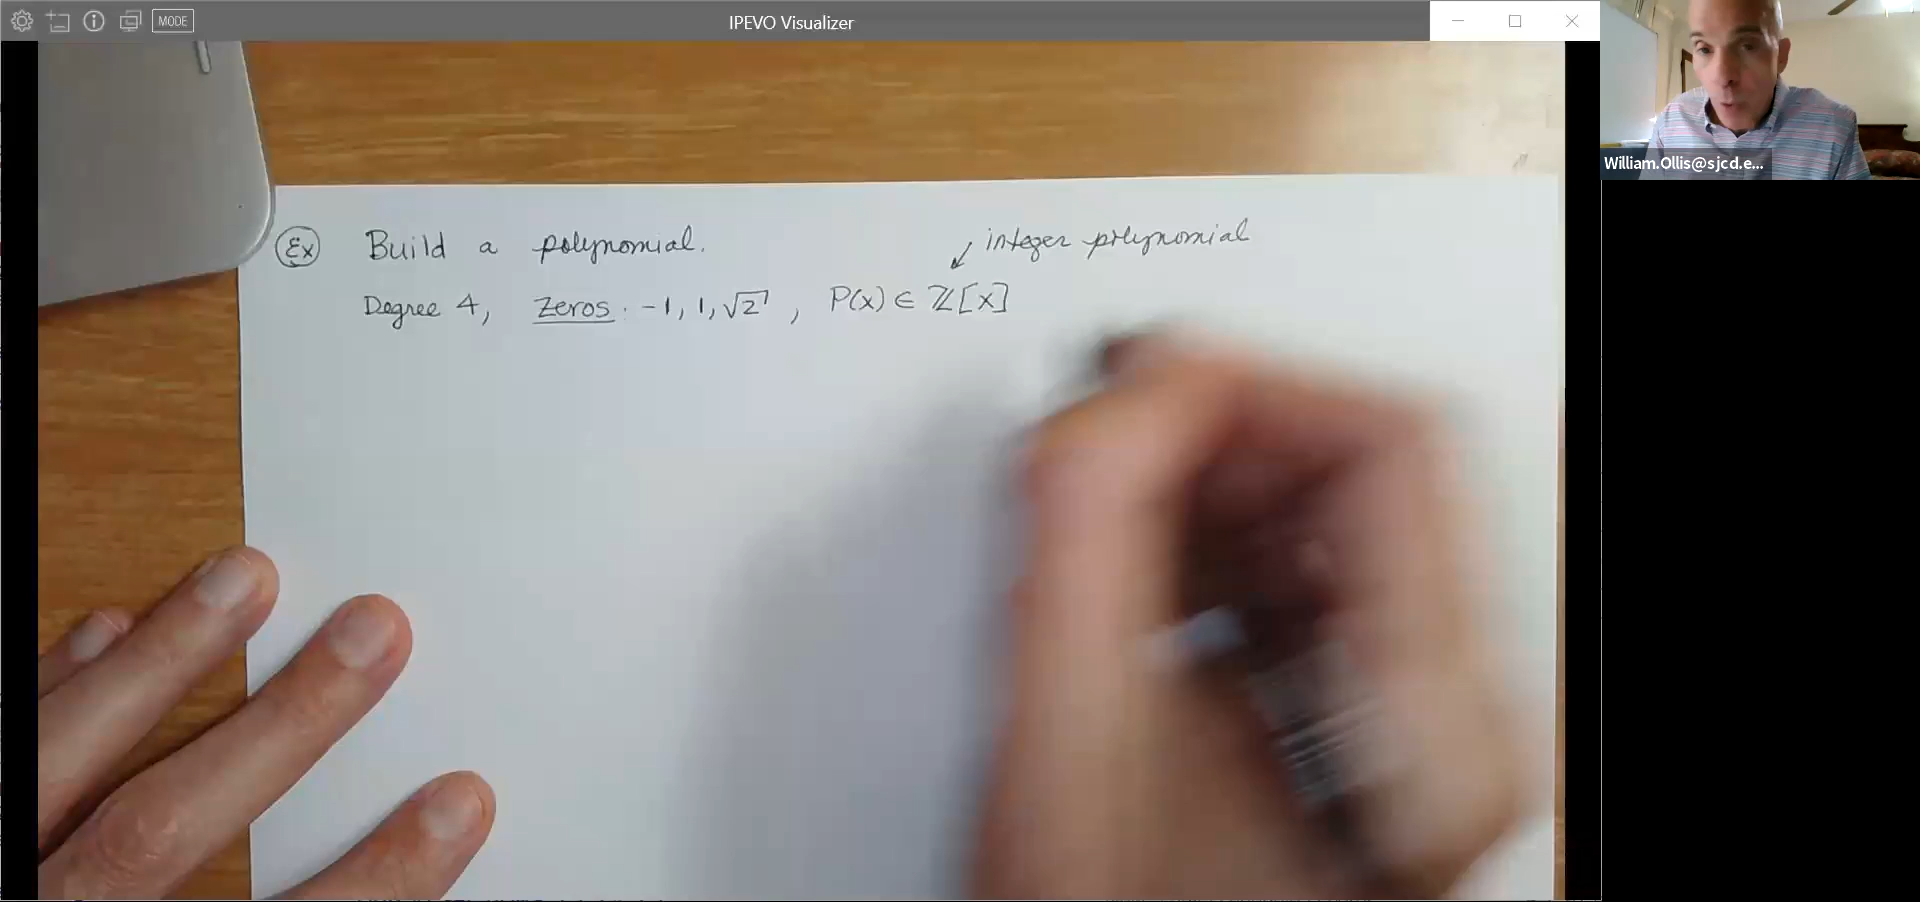 MODE
IPEVO Visualizer
William.Ollis@sjcd.e...
Ex Build a polynomial.
integer polynomial
Degree 4, Zeros: -1, 1, √2, P(x) ∈ ℤ[x]